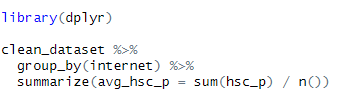 library(dplyr)
clean_dataset %>%
  group_by(internet) %>%
  summarize(avg_hsc_p = sum(hsc_p) / n())